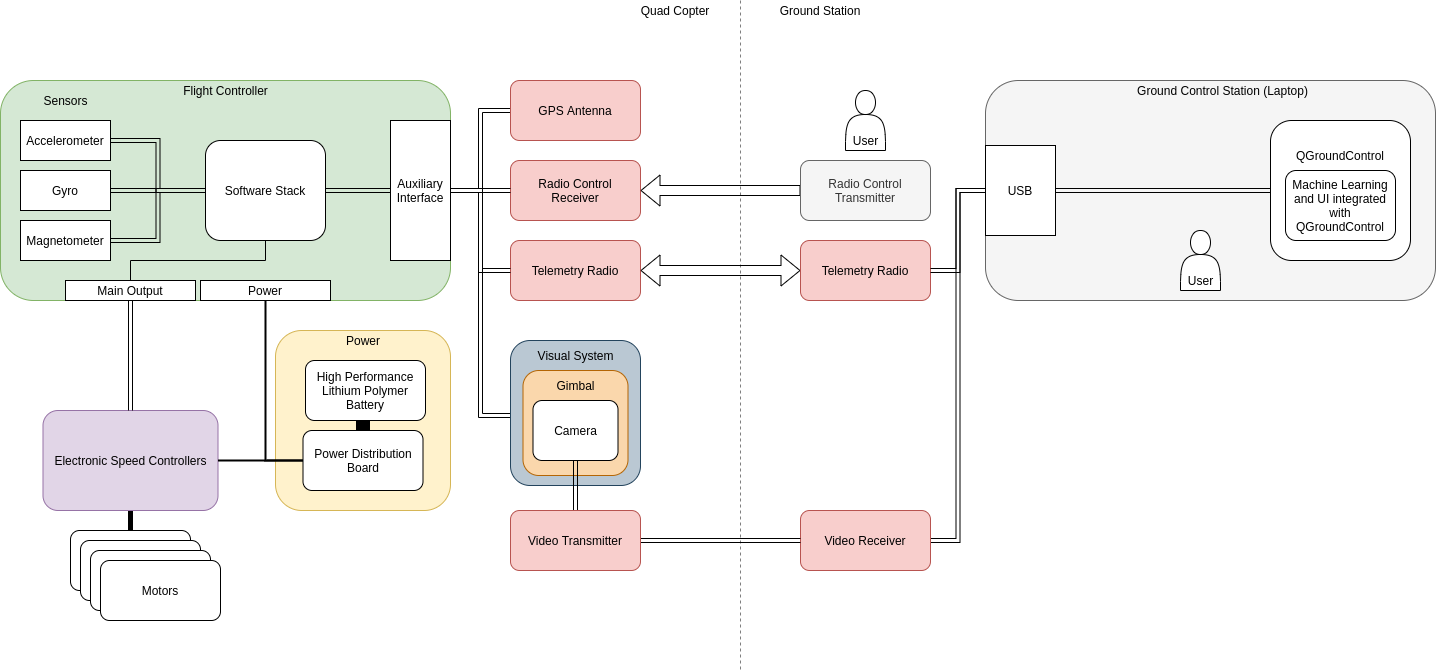 Quad Copter
Ground Station
Flight Controller
Sensors
Accelerometer
Gyro
Magnetometer
Software Stack
Auxiliary
Interface
Main Output
Power
GPS Antenna
Radio Control
Receiver
Telemetry Radio
User
Radio Control
Transmitter
Telemetry Radio
Ground Control Station (Laptop)
USB
QGroundControl
Machine Learning
and UI integrated
with
QGroundControl
User
Power
High Performance
Lithium Polymer
Battery
Power Distribution
Board
Electronic Speed Controllers
Motors
Visual System
Gimbal
Camera
Video Transmitter
Video Receiver